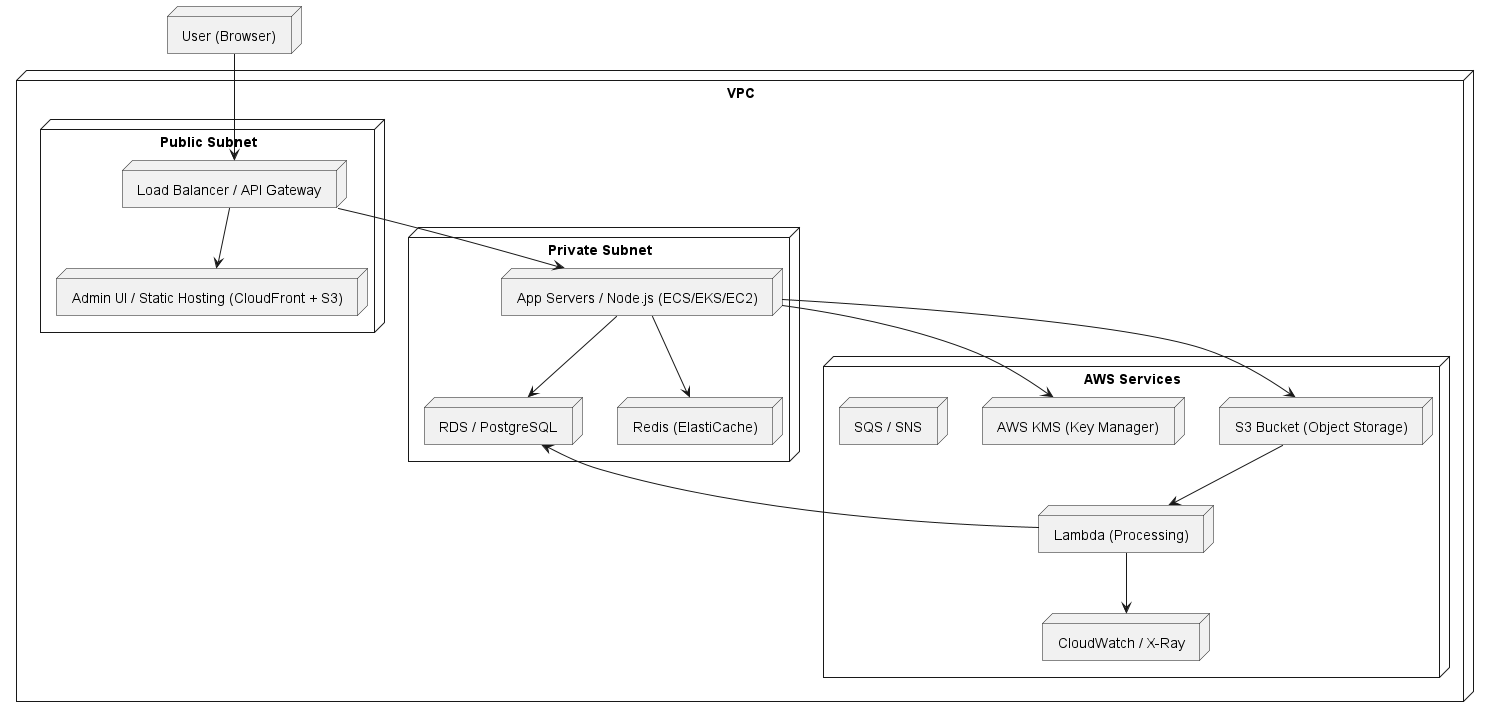 User (Browser)
VPC
Public Subnet
Load Balancer / API Gateway
Admin UI / Static Hosting (CloudFront + S3)
Private Subnet
App Servers / Node.js (ECS/EKS/EC2)
RDS / PostgreSQL
Redis (ElastiCache)
AWS Services
SQS / SNS
AWS KMS (Key Manager)
S3 Bucket (Object Storage)
Lambda (Processing)
CloudWatch / X-Ray